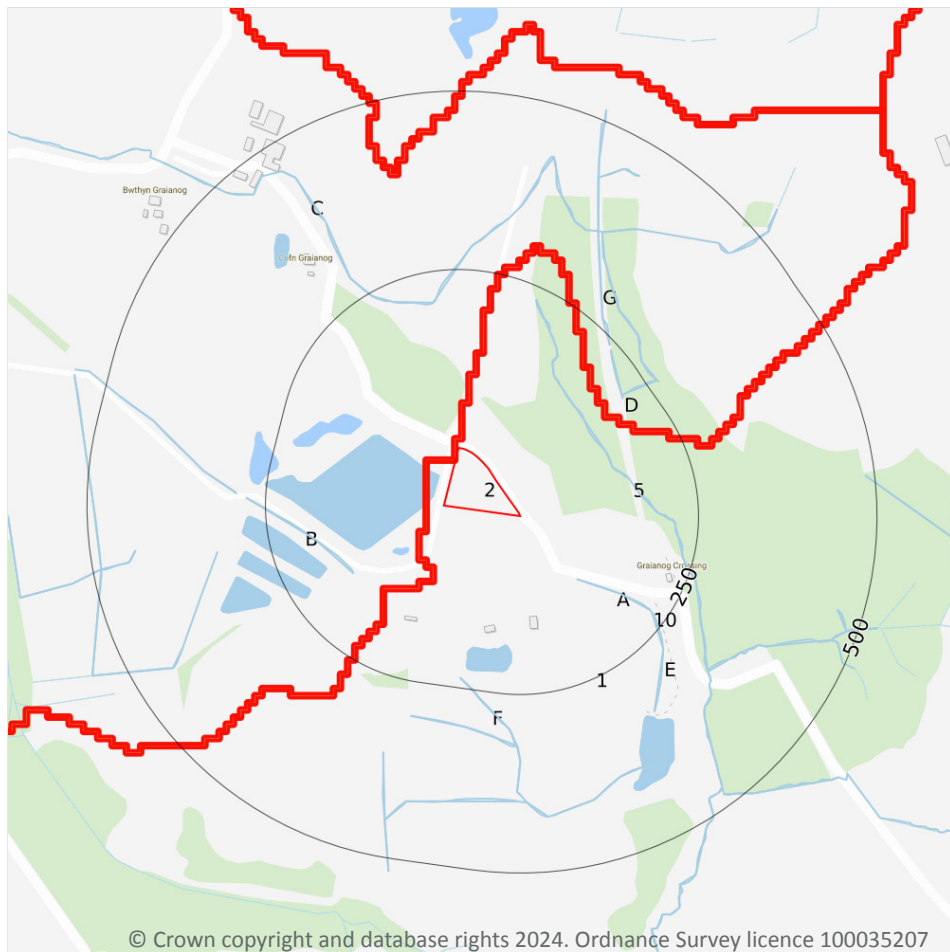 Bwthyn Graianog
C
Cefn Graianog
G
D
2
5
B
Graianog Crossing
250
A
10
500
E
1
F
© Crown copyright and database rights 2024. Ordnance Survey licence 100035207